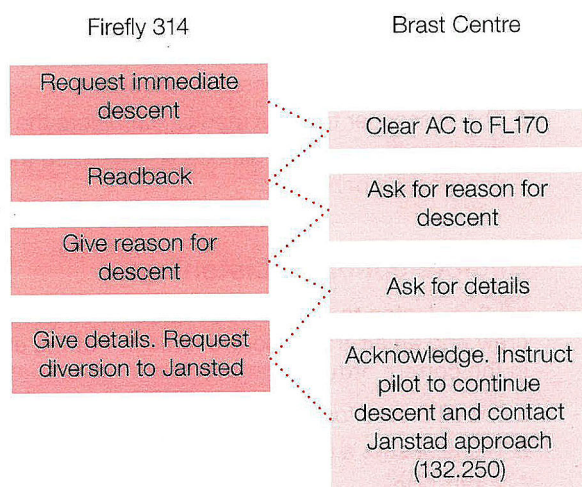 Firefly 314
Brast Centre
Request immediate
descent
Clear AC to FL170
Readback
Ask for reason for
descent
Give reason for
descent
Ask for details
Give details. Request
diversion to Jansted
Acknowledge. Instruct
pilot to continue
descent and contact
Janstad approach
(132.250)